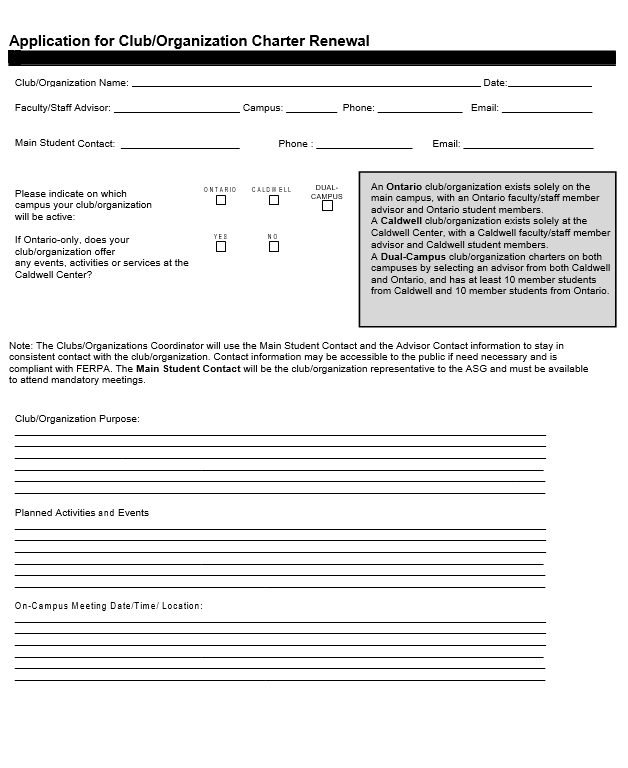 Application for Club/Organization Charter Renewal
Club/Organization Name: Date:
Faculty/Staff Advisor: Campus: Phone: Email:
Main Student Contact: Phone : Email:
Please indicate on which
campus your club/organization
will be active:
ONTARIO CALDWELL DUAL-
CAMPUS
If Ontario-only, does your
club/organization offer
any events, activities or services at the
Caldwell Center?
YES NO
An Ontario club/organization exists solely on the
main campus, with an Ontario faculty/staff member
advisor and Ontario student members.
A Caldwell club/organization exists solely at the
Caldwell Center, with a Caldwell faculty/staff member
advisor and Caldwell student members.
A Dual-Campus club/organization charters on both
campuses by selecting an advisor from both Caldwell
and Ontario, and has at least 10 member students
from Caldwell and 10 member students from Ontario.
Note: The Clubs/Organizations Coordinator will use the Main Student Contact and the Advisor Contact information to stay in
consistent contact with the club/organization. Contact information may be accessible to the public if need necessary and is
compliant with FERPA. The Main Student Contact will be the club/organization representative to the ASG and must be available
to attend mandatory meetings.
Club/Organization Purpose:
Planned Activities and Events
On-Campus Meeting Date/Time/ Location: